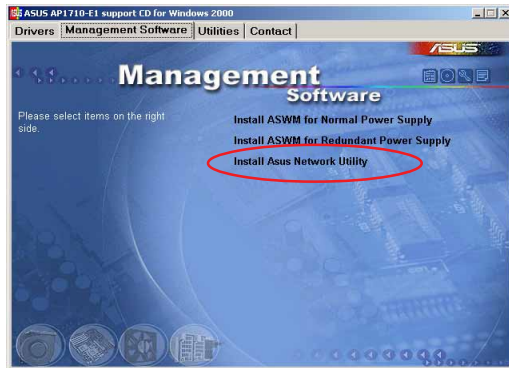 ASUS AP1710-E1 support CD for Windows 2000
Drivers Management Software Utilities Contact
ASUS
Management
Software
Please select items on the right
side.
Install ASWM for Normal Power Supply
Install ASWM for Redundant Power Supply
Install Asus Network Utility